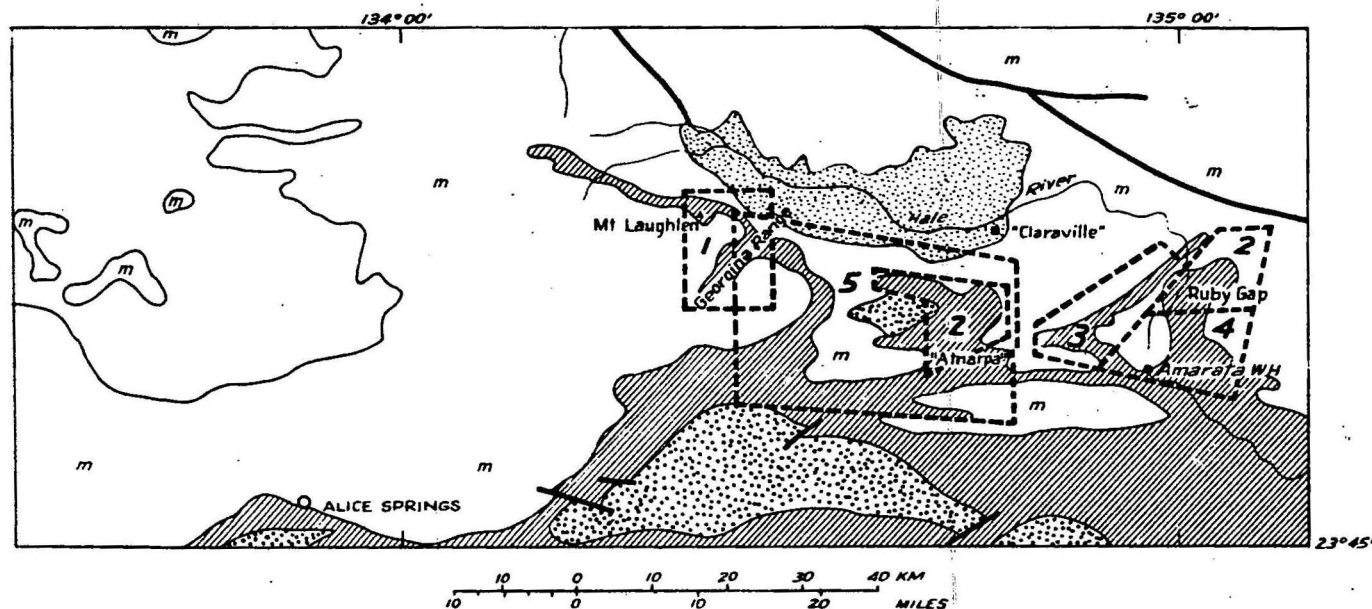 134° 00'
135° 00'
m
m
m
m
River
m
m
m
Mt Laughlen
Hale
"Claraville"
1
Georgina Range
2
5
Ruby Gap
2
3
4
"Atnarpa"
m
Amarata WH
m
m
m
ALICE SPRINGS
23°45'
10 0 10 20 30 40 KM
10 0 10 20 MILES